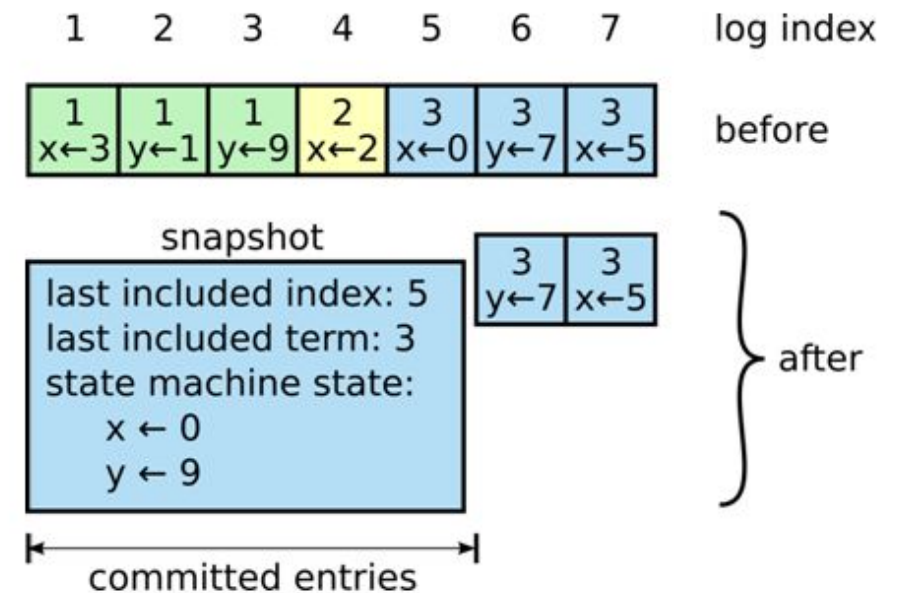 1 2 3 4 5 6 7 log index
1 1 1 2 3 3 3
x←3 y←1 y←9 x←2 x←0 y←7 x←5
before
snapshot
last included index: 5
last included term: 3
state machine state:
x ← 0
y ← 9
3 3
y←7 x←5
after
committed entries